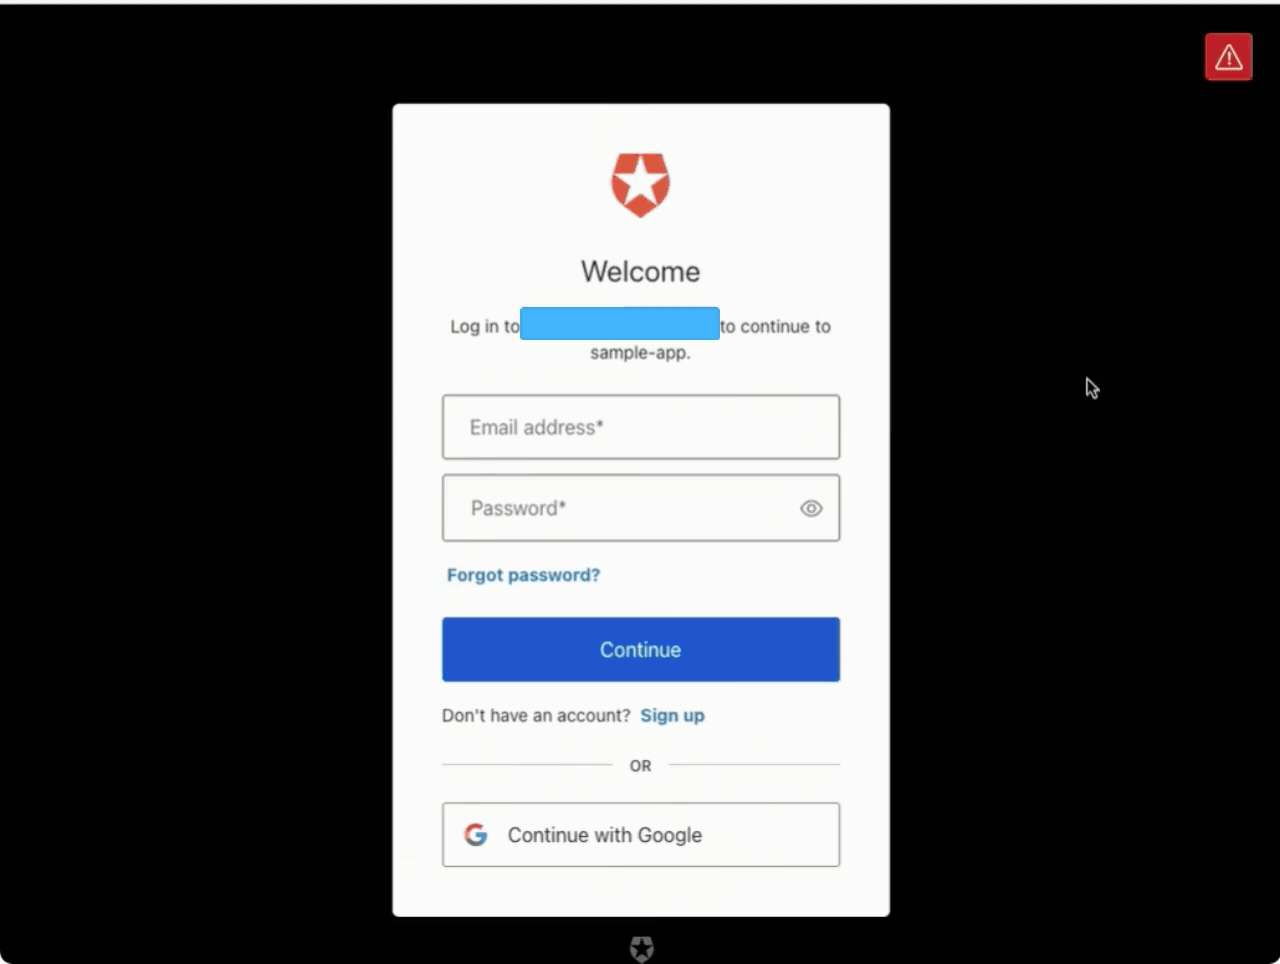 Welcome
Log in to to continue to
sample-app.
Email address*
Password*
Forgot password?
Continue
Don't have an account? Sign up
OR
Continue with Google